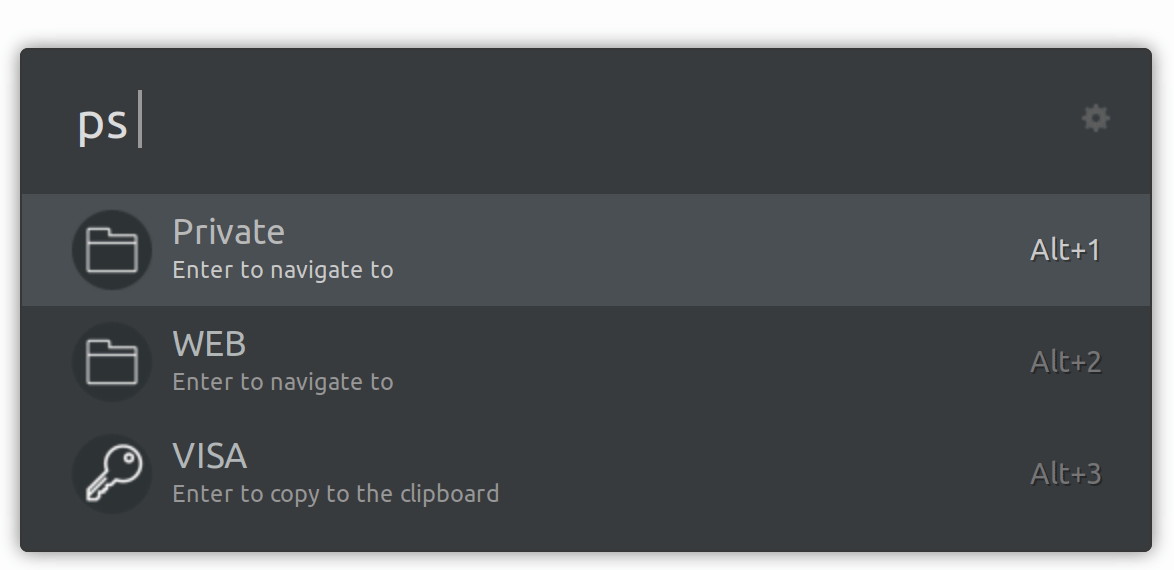 ps
Private
Enter to navigate to
Alt+1
WEB
Enter to navigate to
Alt+2
VISA
Enter to copy to the clipboard
Alt+3